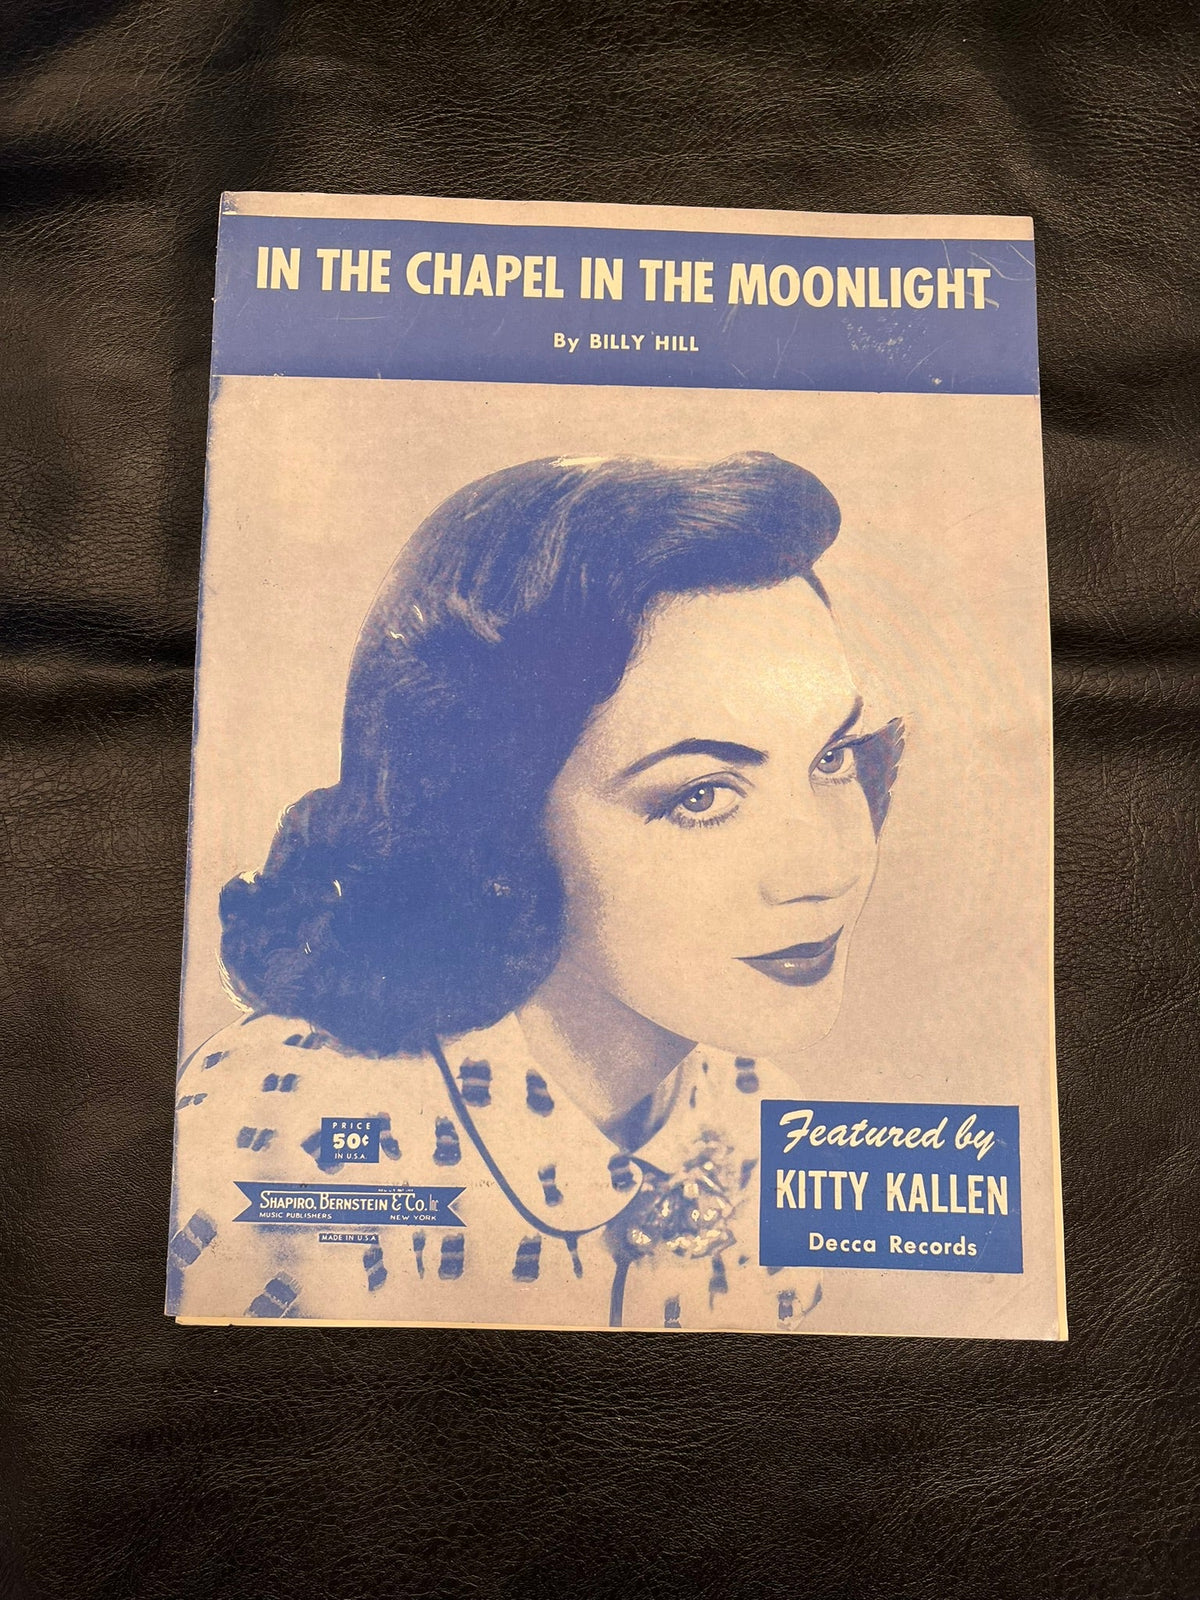 IN THE CHAPEL IN THE MOONLIGHT
By BILLY HILL
PRICE
50¢
IN U.S.A.
SHAPIRO, BERNSTEIN & CO. Inc
MUSIC PUBLISHERS NEW YORK
MADE IN U.S.A
Featured by
KITTY KALLEN
Decca Records